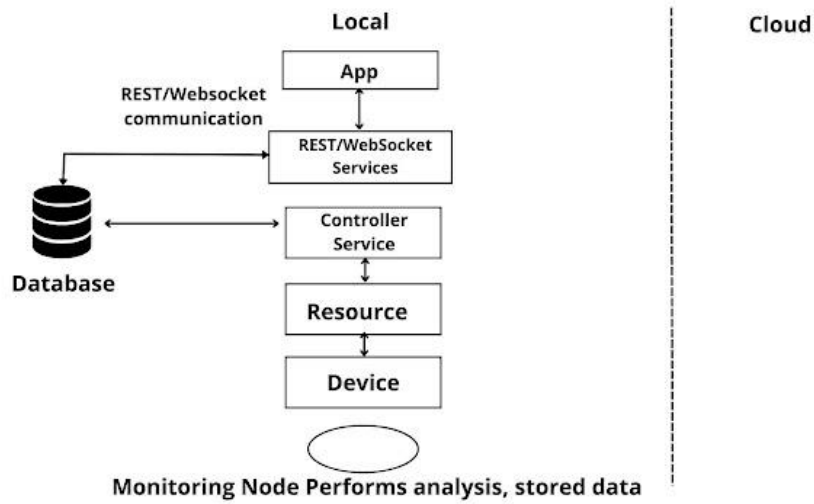 Local
Cloud
App
REST/Websocket
communication
REST/WebSocket
Services
Controller
Service
Database
Resource
Device
Monitoring Node Performs analysis, stored data